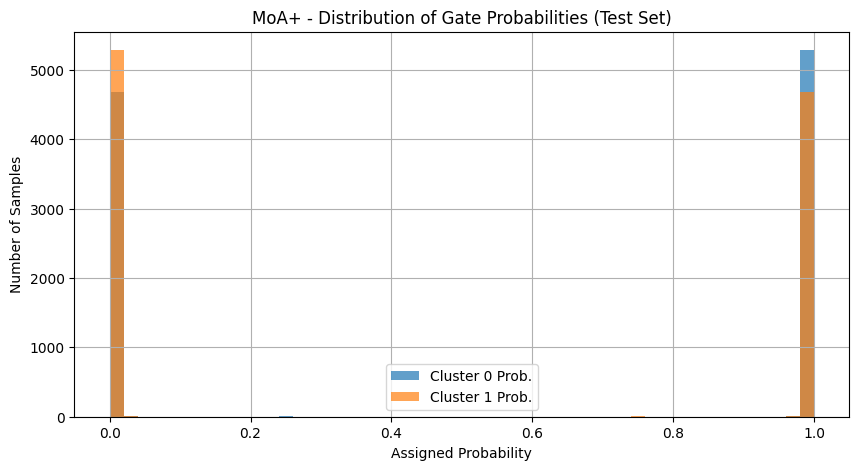 MoA+ - Distribution of Gate Probabilities (Test Set)
Number of Samples
5000
4000
3000
2000
1000
0
Cluster 0 Prob.
Cluster 1 Prob.
0.0 0.2 0.4 0.6 0.8 1.0
Assigned Probability